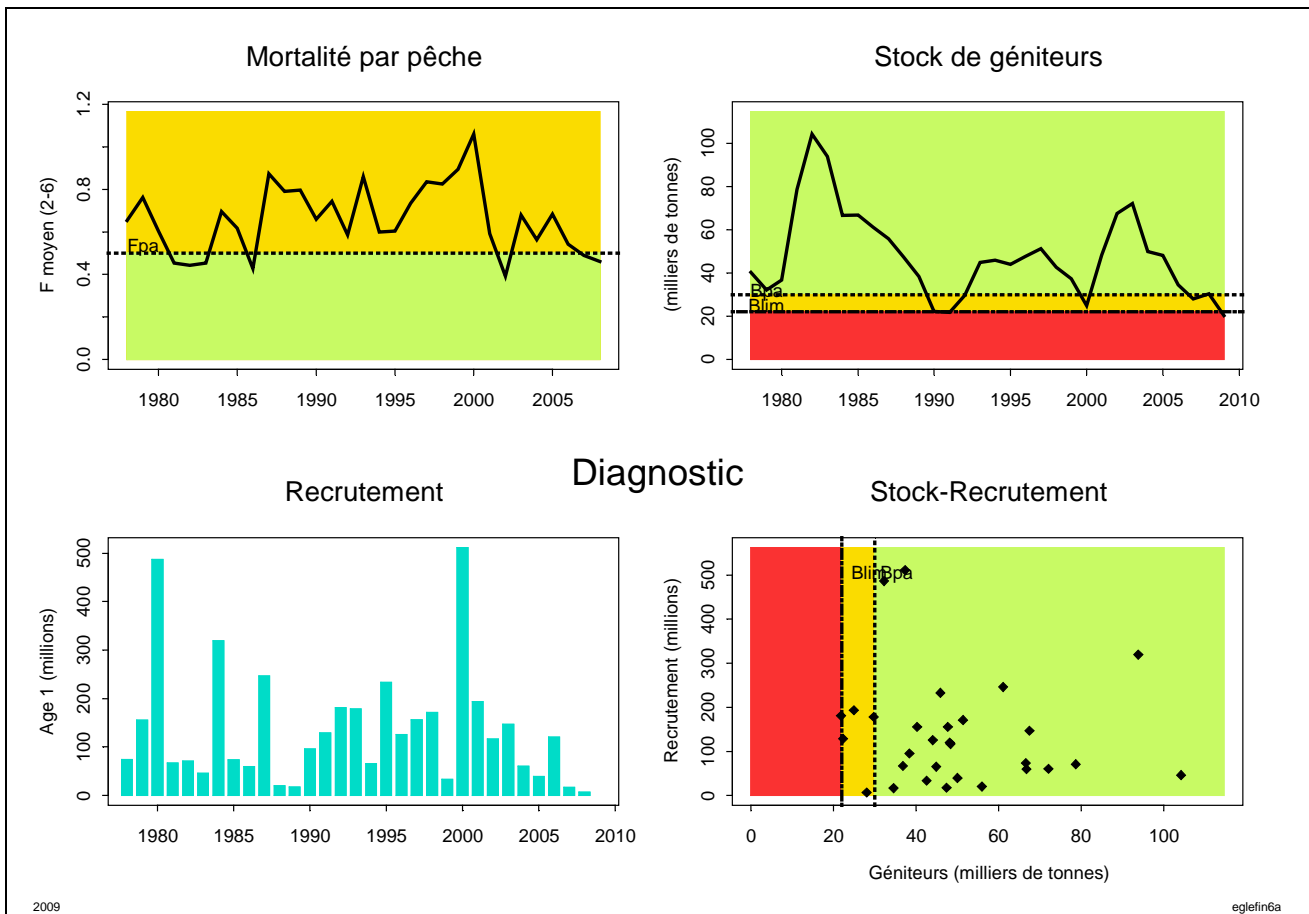 Mortalité par pêche
F moyen (2-6)
0.0 0.4 0.8 1.2
Fpa
1980 1985 1990 1995 2000 2005
Stock de géniteurs
(milliers de tonnes)
0 20 40 60 80 100
Bpa
Blim
1980 1985 1990 1995 2000 2005 2010
Diagnostic
Recrutement
Age 1 (millions)
0 100 200 300 400 500
1980 1985 1990 1995 2000 2005 2010
Stock-Recrutement
Recrutement (millions)
0 100 200 300 400 500
Blim Bpa
0 20 40 60 80 100
Géniteurs (milliers de tonnes)
2009
eglefin6a